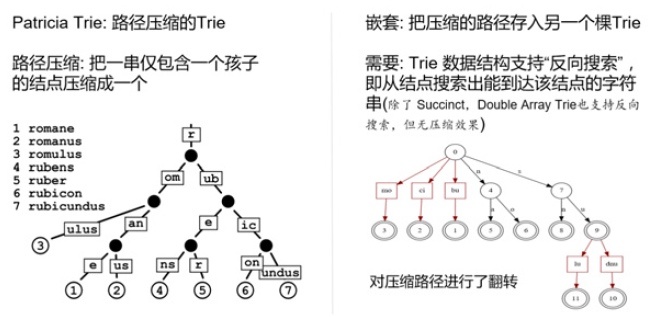 Patricia Trie: 路径压缩的Trie
路径压缩: 把一串仅包含一个孩子
的结点压缩成一个
1 romane
2 romanus
3 romulus
4 rubens
5 ruber
6 rubicon
7 rubicundus
r
om
ub
ulus
an
e
ic
3
e
us
ns
r
on
undus
1
2
4
5
6
7
嵌套: 把压缩的路径存入另一个棵Trie
需要: Trie 数据结构支持“反向搜索”，
即从结点搜索出能到达该结点的字符
串(除了 Succinct，Double Array Trie也支持反向
搜索，但无压缩效果)
0
n
s
mo
ci
bu
4
7
3
2
1
5
6
8
9
对压缩路径进行了翻转
11
10